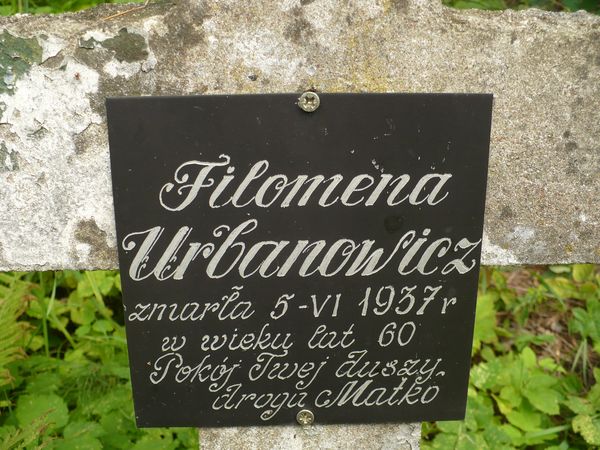 Filomena
Urbanowicz
zmarła 5-VI 1937 r
w wieku lat 60
Pokój Twej duszy,
droga Matko